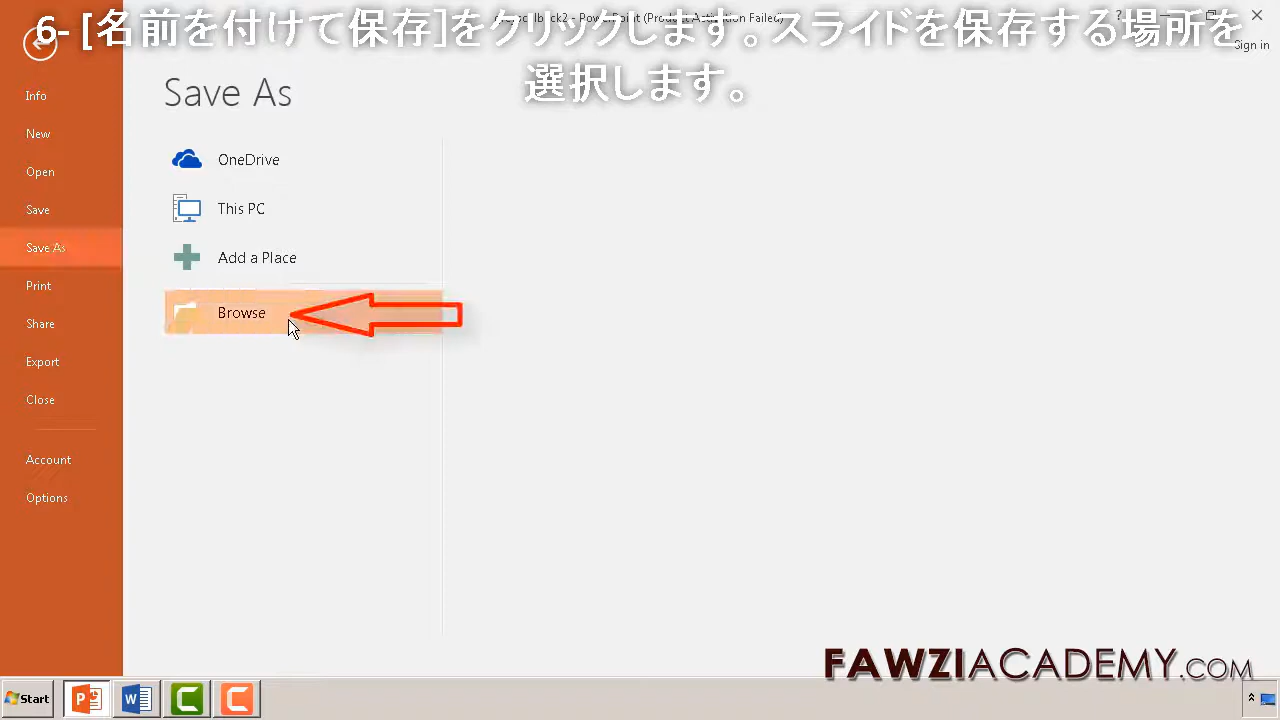 6- [名前を付けて保存]をクリックします。スライドを保存する場所を
選択します。
Sign in
Save As
Info
New
Open
Save
Save As
Print
Share
Export
Close
Account
Options
OneDrive
This PC
Add a Place
Browse
FAWZIACADEMY.COM
Start